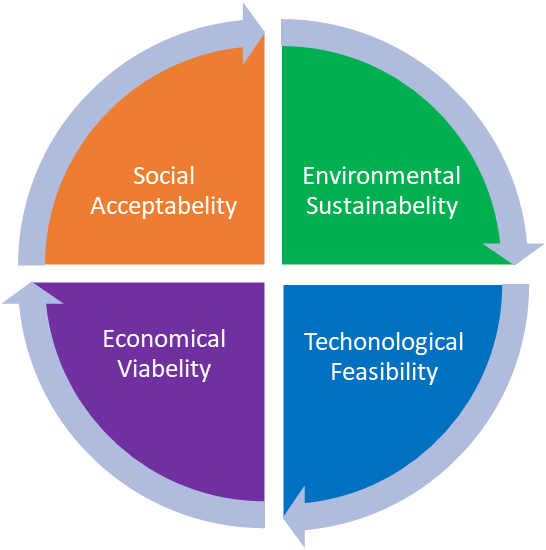 Social
Acceptabelity
Environmental
Sustainabelity
Economical
Viabelity
Techonological
Feasibility